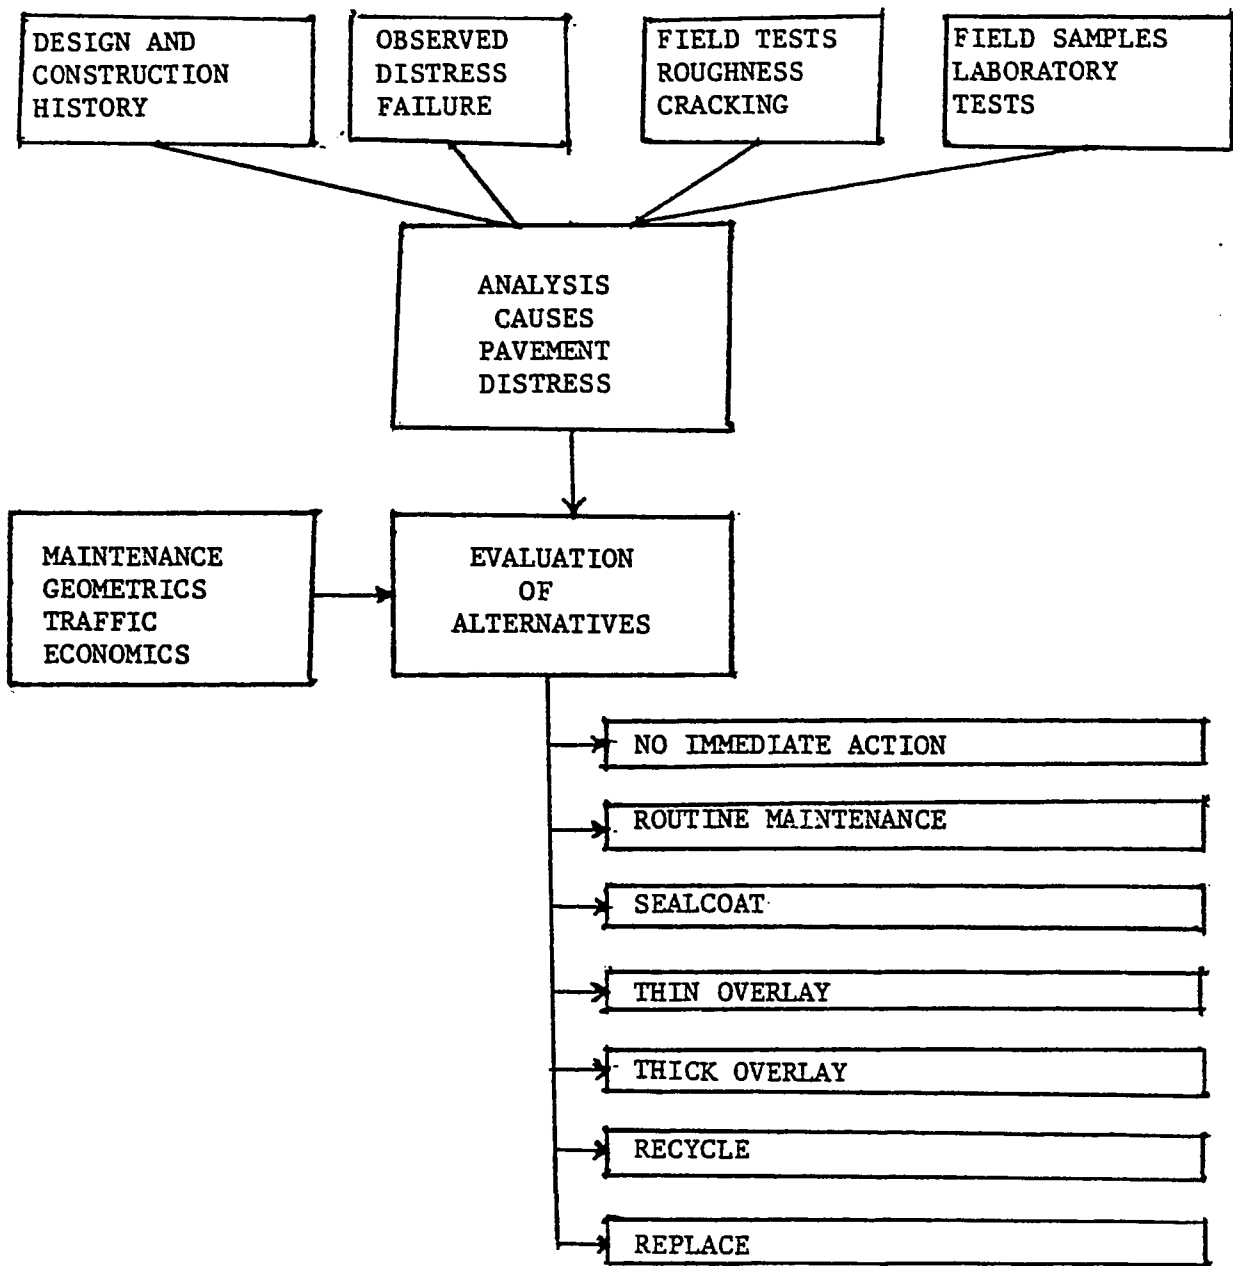 DESIGN AND
CONSTRUCTION
HISTORY
OBSERVED
DISTRESS
FAILURE
FIELD TESTS
ROUGHNESS
CRACKING
FIELD SAMPLES
LABORATORY
TESTS
ANALYSIS
CAUSES
PAVEMENT
DISTRESS
MAINTENANCE
GEOMETRICS
TRAFFIC
ECONOMICS
EVALUATION
OF
ALTERNATIVES
NO IMMEDIATE ACTION
ROUTINE MAINTENANCE
SEALCOAT
THIN OVERLAY
THICK OVERLAY
RECYCLE
REPLACE